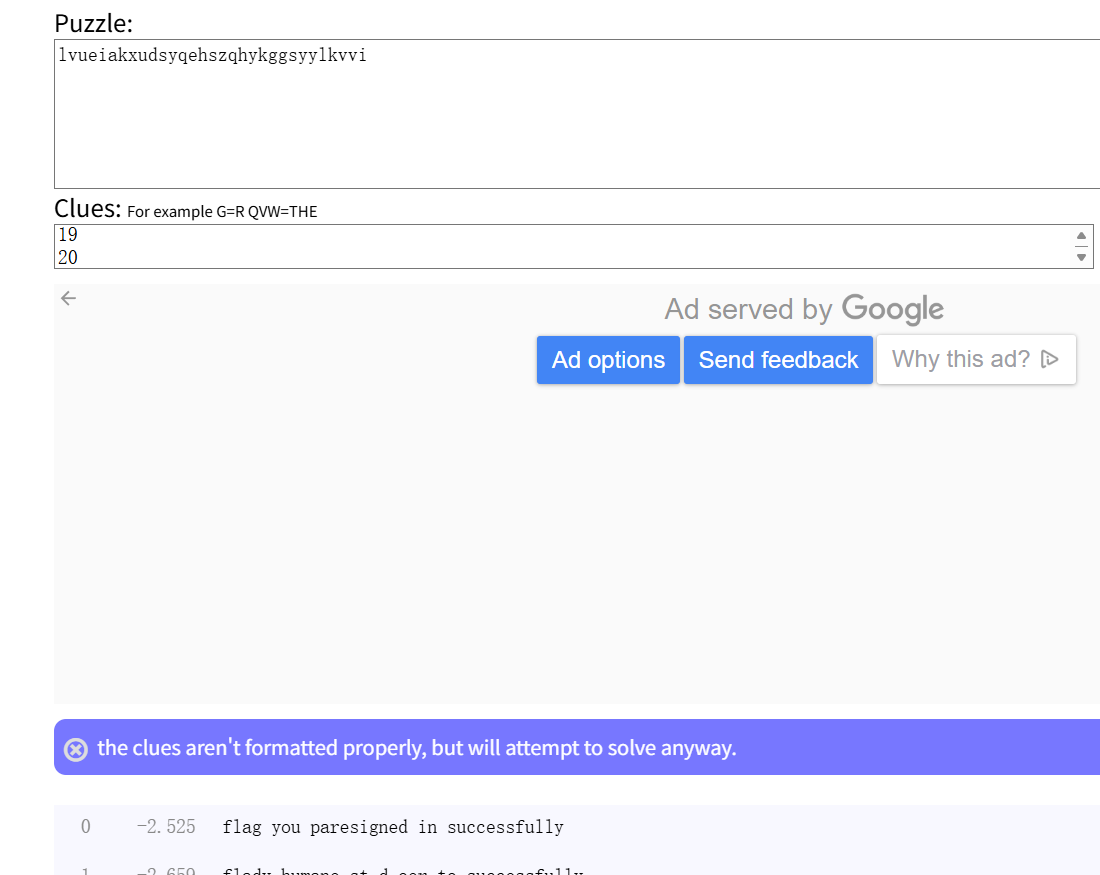 Puzzle:
lvueiakxudsyqehszqhykggsyylkvvi
Clues: For example G=R QVW=THE
19
20
Ad served by Google
Ad options Send feedback Why this ad?
the clues aren't formatted properly, but will attempt to solve anyway.
0 -2.525 flag you paresigned in successfully